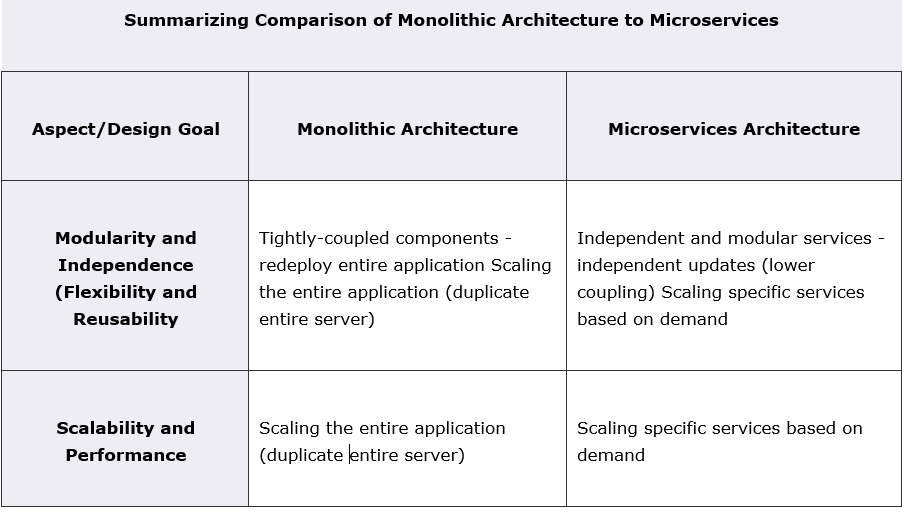 Summarizing Comparison of Monolithic Architecture to Microservices
Aspect/Design Goal
Monolithic Architecture
Microservices Architecture
Modularity and
Independence
(Flexibility and
Reusability
Tightly-coupled components -
redeploy entire application Scaling
the entire application (duplicate
entire server)
Independent and modular services -
independent updates (lower
coupling) Scaling specific services
based on demand
Scalability and
Performance
Scaling the entire application
(duplicate entire server)
Scaling specific services based on
demand